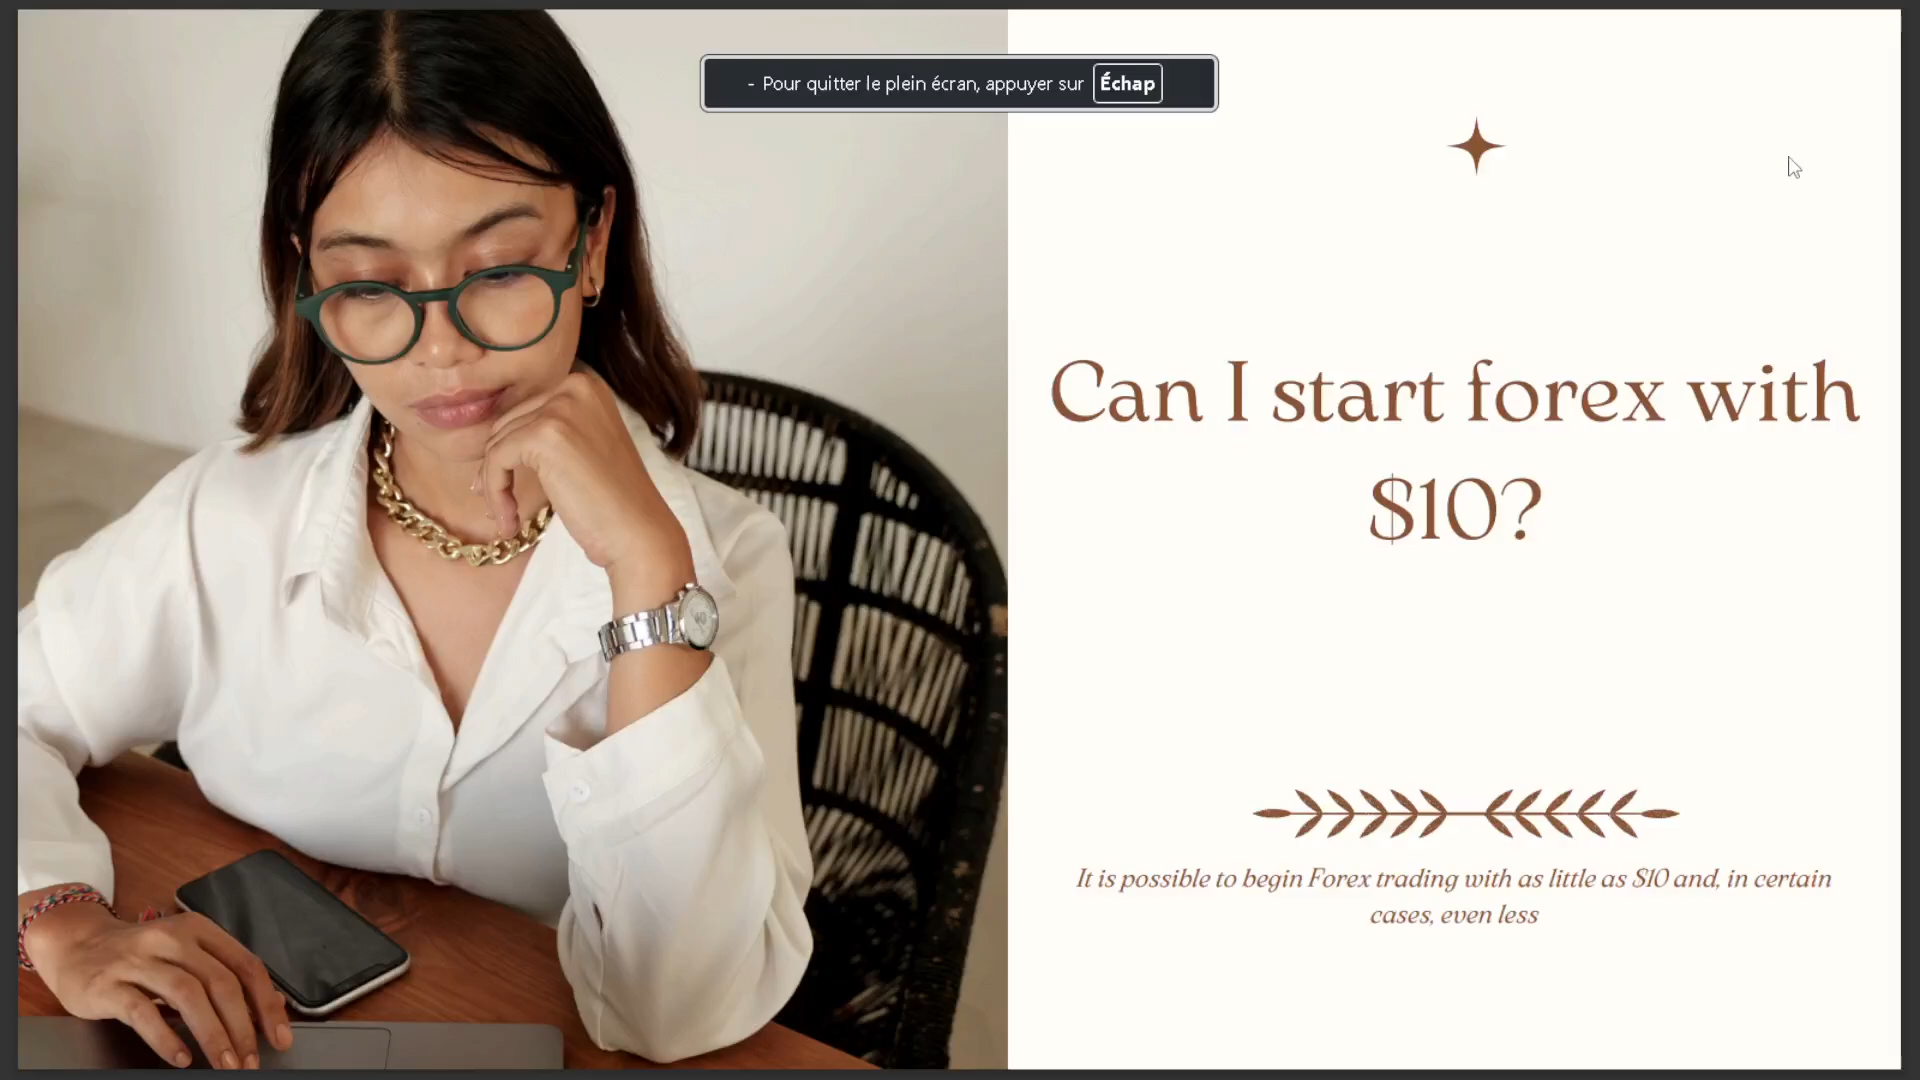 - Pour quitter le plein écran, appuyer sur Échap
Can I start forex with
$10?
It is possible to begin Forex trading with as little as $10 and, in certain
cases, even less